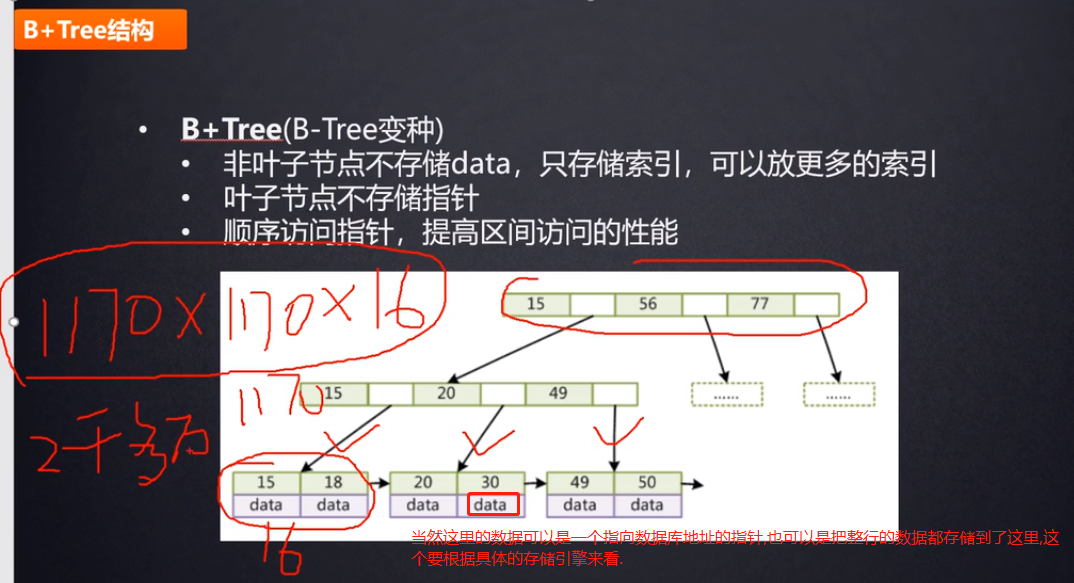 B+Tree结构
B+Tree(B-Tree变种)
非叶子节点不存储data，只存储索引，可以放更多的索引
叶子节点不存储指针
顺序访问指针，提高区间访问的性能
1170×1170×16
15 56 77
1170
15 20 49
...... ......
2千多万
15 18 20 30 49 50
data data data data data data
16
当然这里的数据可以是一个指向数据库地址的指针,也可以是把整行的数据都存储到了这里,这
个要根据具体的存储引擎来看.